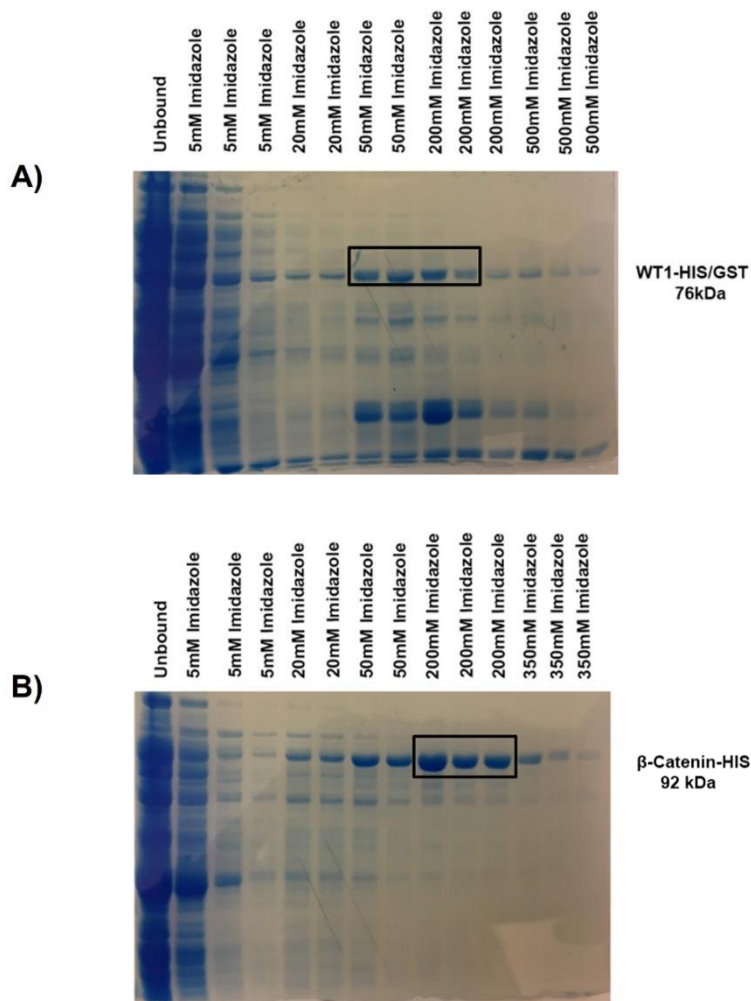 Unbound
5mM Imidazole
5mM Imidazole
5mM Imidazole
20mM Imidazole
20mM Imidazole
50mM Imidazole
50mM Imidazole
200mM Imidazole
200mM Imidazole
200mM Imidazole
500mM Imidazole
500mM Imidazole
500mM Imidazole
A)
WT1-HIS/GST
76kDa
Unbound
5mM Imidazole
5mM Imidazole
5mM Imidazole
20mM Imidazole
20mM Imidazole
50mM Imidazole
50mM Imidazole
200mM Imidazole
200mM Imidazole
200mM Imidazole
350mM Imidazole
350mM Imidazole
350mM Imidazole
B)
β-Catenin-HIS
92 kDa